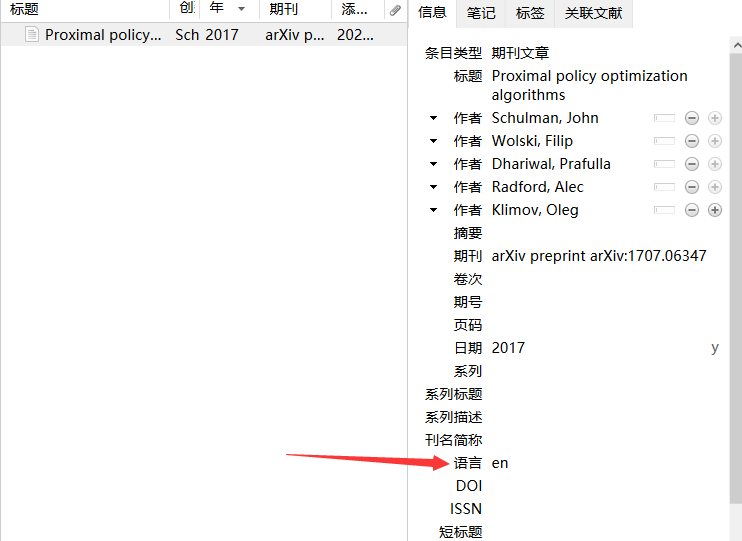 标题 创 年 期刊 添...
Proximal policy... Sch 2017 arXiv p... 202...
信息 笔记 标签 关联文献
条目类型 期刊文章
标题 Proximal policy optimization
algorithms
作者 Schulman, John
作者 Wolski, Filip
作者 Dhariwal, Prafulla
作者 Radford, Alec
作者 Klimov, Oleg
摘要
期刊 arXiv preprint arXiv:1707.06347
卷次
期号
页码
日期 2017 y
系列
系列标题
系列描述
刊名简称
语言 en
DOI
ISSN
短标题